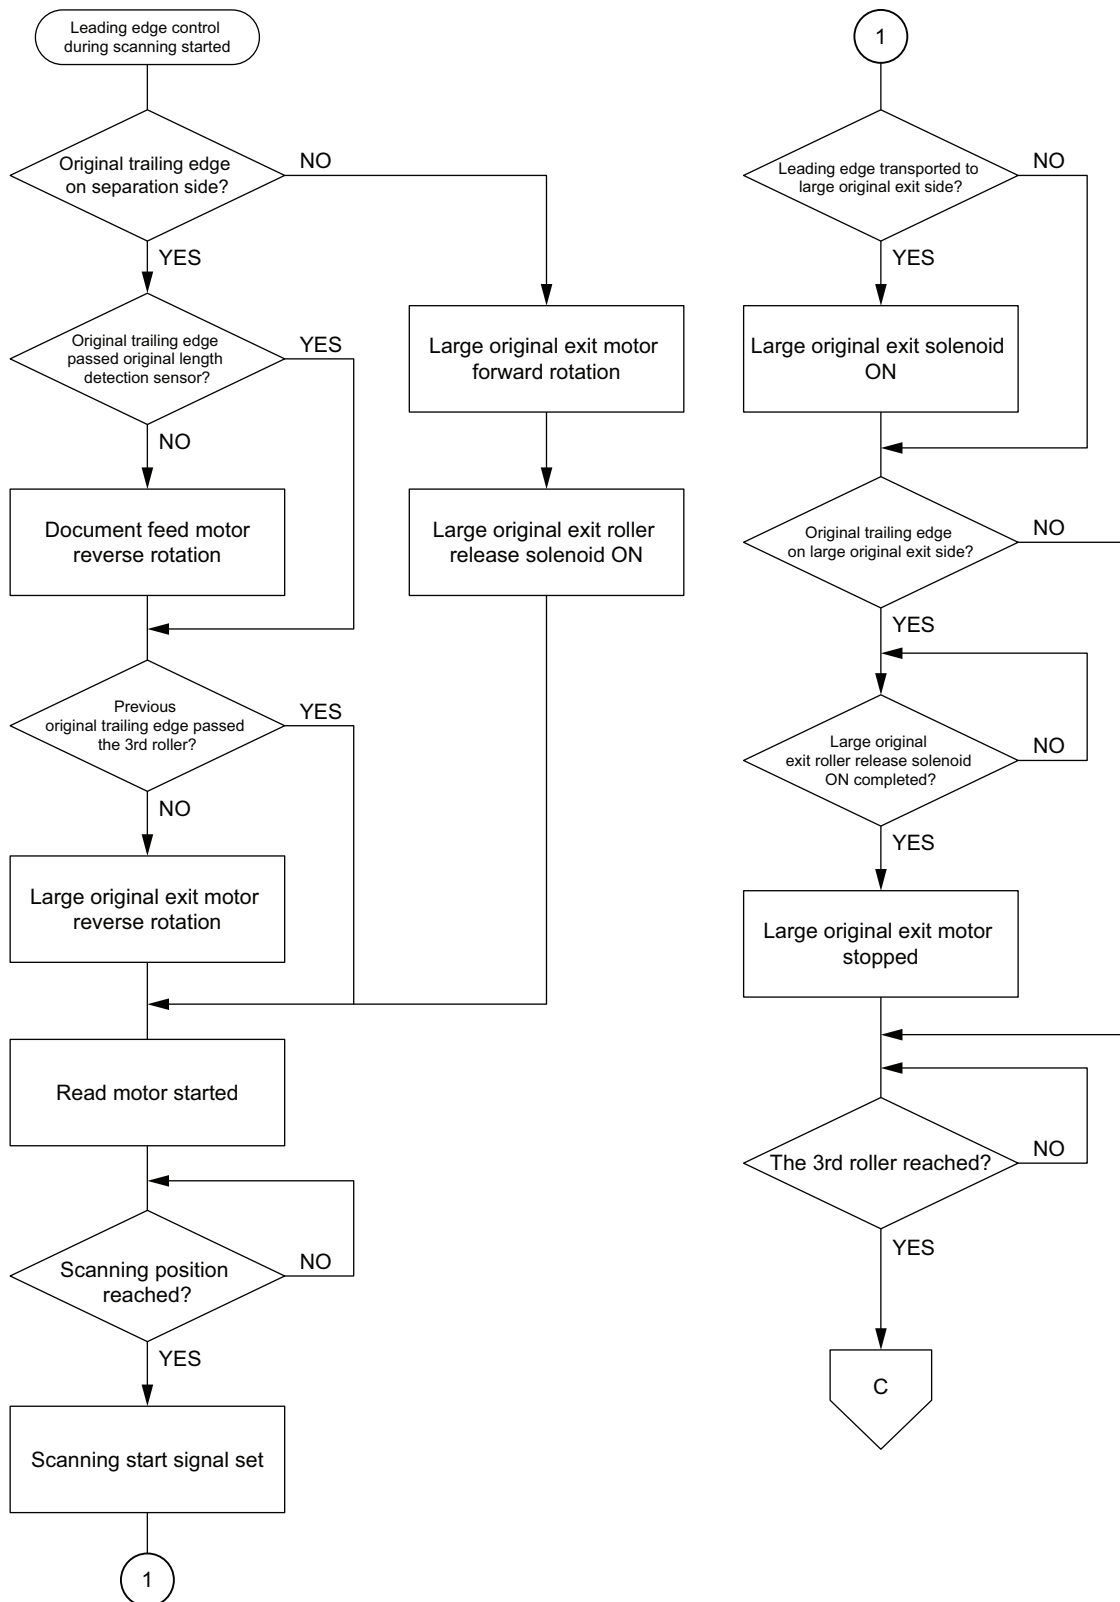 Leading edge control
during scanning started
Original trailing edge
on separation side?
NO
YES
Original trailing edge
passed original length
detection sensor?
YES
NO
Large original exit motor
forward rotation
Document feed motor
reverse rotation
Large original exit roller
release solenoid ON
Previous
original trailing edge passed
the 3rd roller?
YES
NO
Large original exit motor
reverse rotation
Read motor started
Scanning position
reached?
NO
YES
Scanning start signal set
1
1
Leading edge transported to
large original exit side?
NO
YES
Large original exit solenoid
ON
Original trailing edge
on large original exit side?
NO
YES
Large original
exit roller release solenoid
ON completed?
NO
YES
Large original exit motor
stopped
The 3rd roller reached?
NO
YES
C